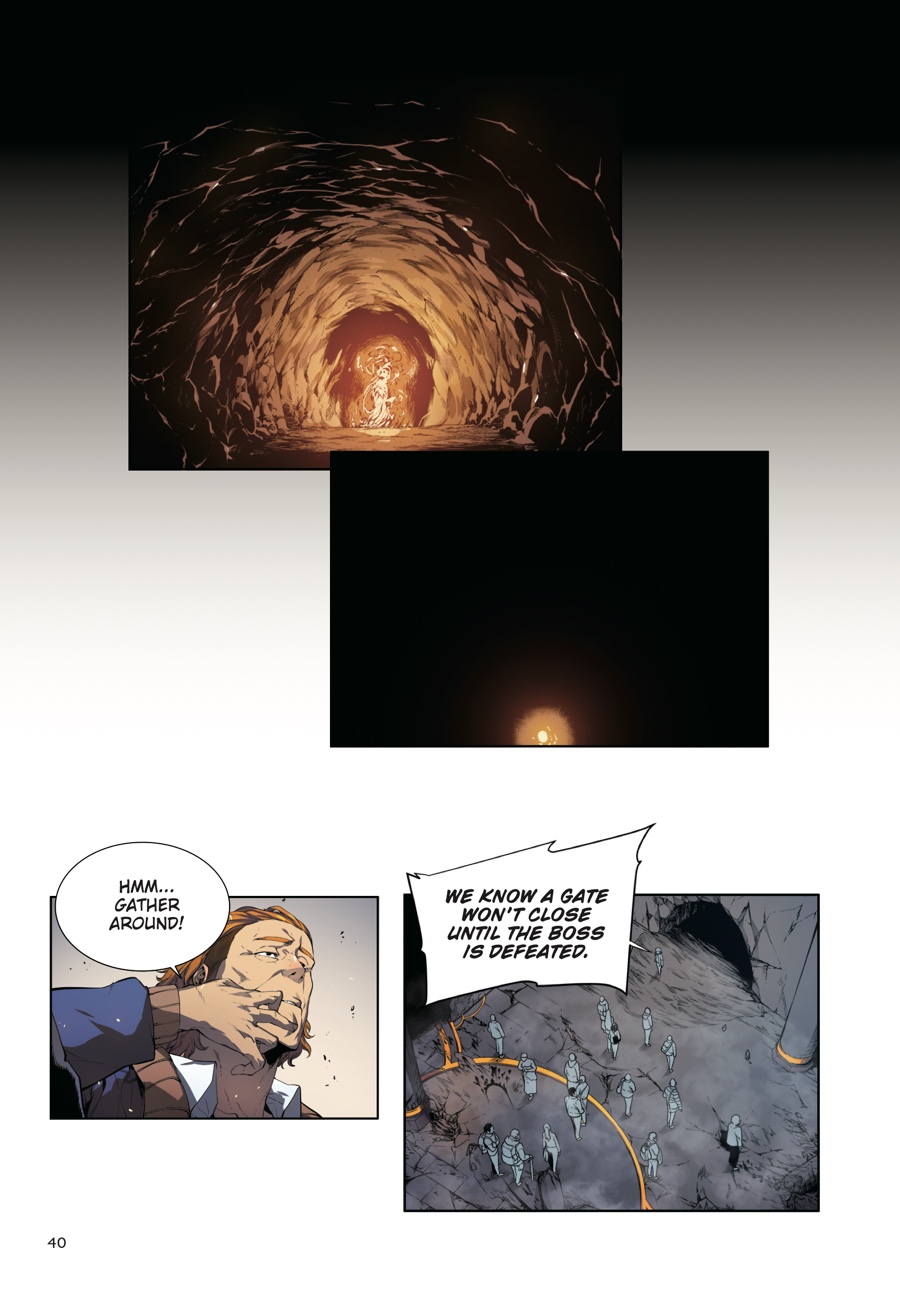 HMM...
GATHER
AROUND!
WE KNOW A GATE
WON'T CLOSE
UNTIL THE BOSS
IS DEFEATED.
40